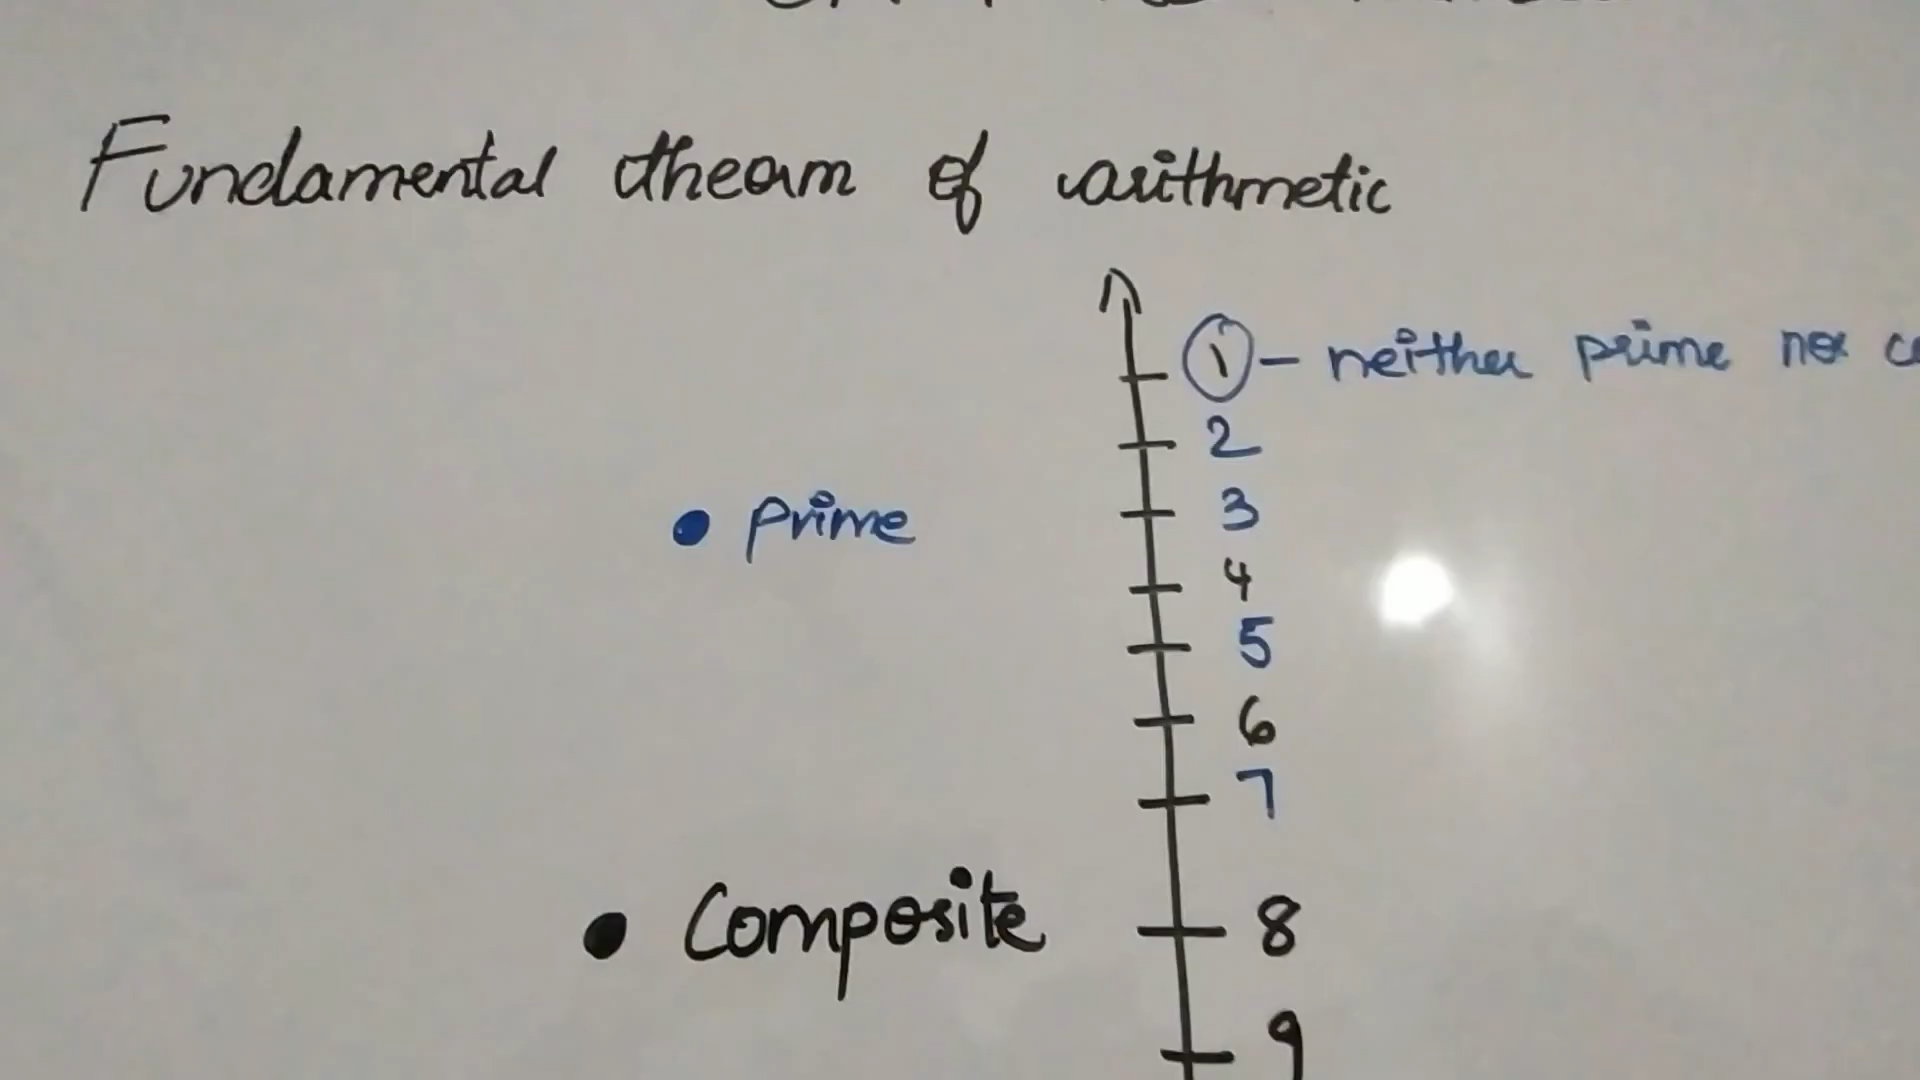 Fundamental theorm of arithmetic
1 - neither prime nor
2
3
• Prime
4
5
6
7
• Composite
8
9